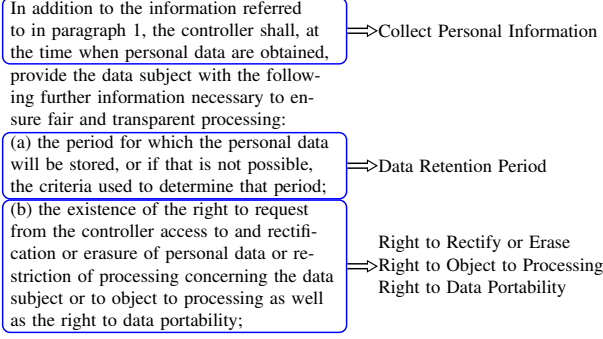 In addition to the information referred
to in paragraph 1, the controller shall, at
the time when personal data are obtained,
provide the data subject with the follow-
ing further information necessary to en-
sure fair and transparent processing:
(a) the period for which the personal data
will be stored, or if that is not possible,
the criteria used to determine that period;
(b) the existence of the right to request
from the controller access to and rectifi-
cation or erasure of personal data or re-
striction of processing concerning the data
subject or to object to processing as well
as the right to data portability;
Collect Personal Information
Data Retention Period
Right to Rectify or Erase
Right to Object to Processing
Right to Data Portability